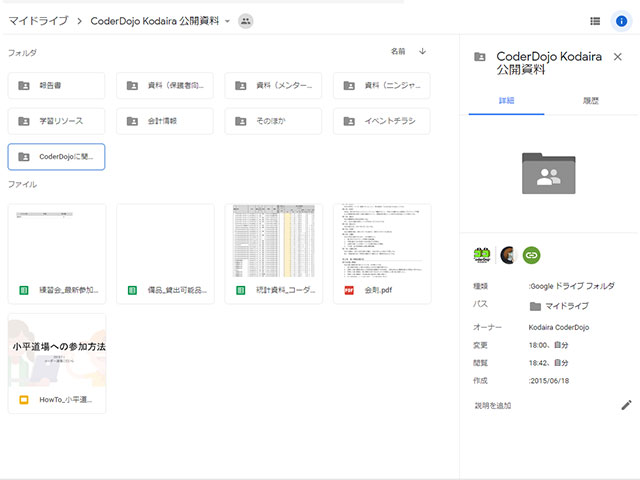 マイドライブ > CoderDojo Kodaira 公開資料
フォルダ
名前
報告書
資料（保護者向...
資料（メンター...
資料（ニンジャ...
学習リソース
会計情報
そのほか
イベントチラシ
CoderDojoに関...
ファイル
練習会_最新参加...
備品_貸出可能品...
統計資料_コーダ...
会則.pdf
小平道場への参加方法
HowTo_小平道...
CoderDojo Kodaira
公開資料
詳細
履歴
種類 :Google ドライブ フォルダ
パス マイドライブ
オーナー Kodaira CoderDojo
変更 18:00、自分
閲覧 18:42、自分
作成 :2015/06/18
説明を追加